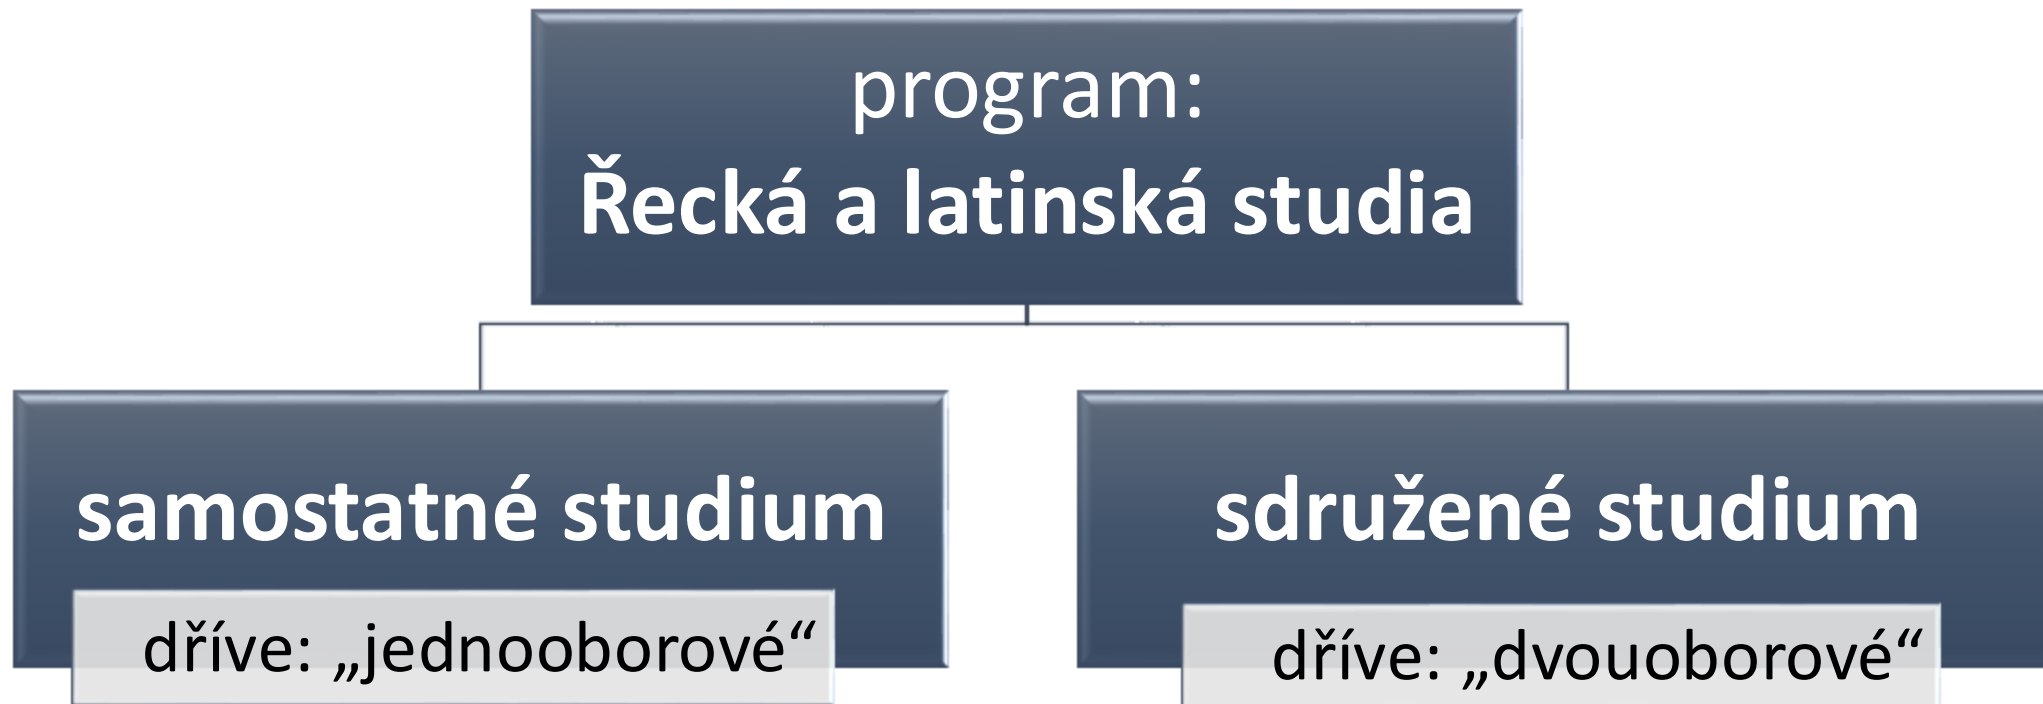 program:
Řecká a latinská studia
samostatné studium
dříve: „jednooborové“
sdružené studium
dříve: „dvouoborové“